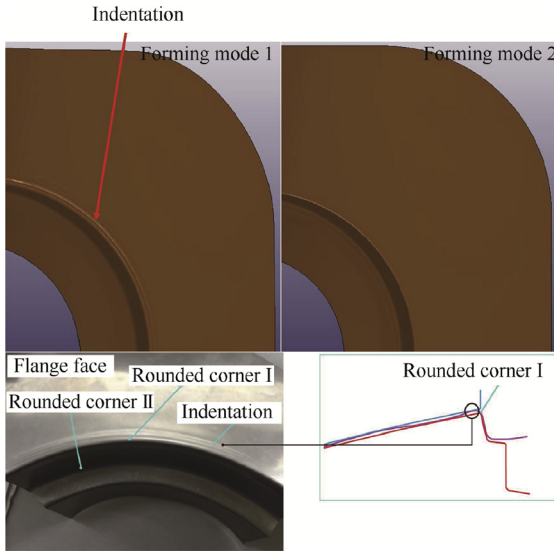 Indentation
Forming mode 1
Forming mode 2
Flange face
Rounded corner I
Rounded corner II
Indentation
Rounded corner I